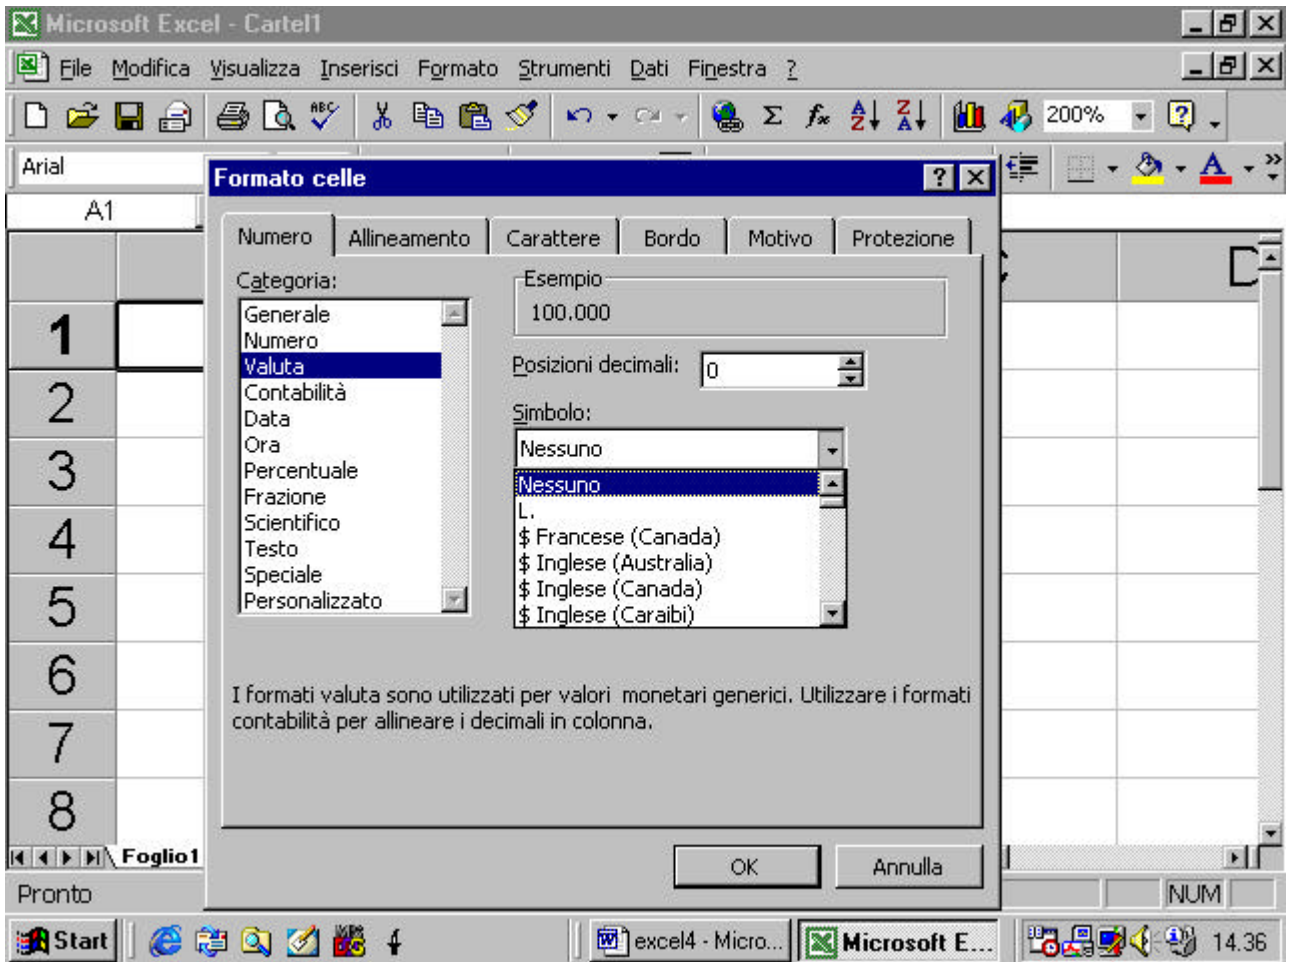 Microsoft Excel - Cartel1
File Modifica Visualizza Inserisci Formato Strumenti Dati Finestra ?
ABC Σ fx A Z Z A 200% ?
Arial A
A1
Formato celle ?
Numero Allineamento Carattere Bordo Motivo Protezione
Categoria:
Generale
Numero
Valuta
Contabilità
Data
Ora
Percentuale
Frazione
Scientifico
Testo
Speciale
Personalizzato
Esempio
100.000
Posizioni decimali: 0
Simbolo:
Nessuno
Nessuno
L.
$ Francese (Canada)
$ Inglese (Australia)
$ Inglese (Canada)
$ Inglese (Caraibi)
I formati valuta sono utilizzati per valori monetari generici. Utilizzare i formati
contabilità per allineare i decimali in colonna.
OK Annulla
D
1
2
3
4
5
6
7
8
Foglio1
Pronto NUM
Start excel4 - Micro... Microsoft E... 14.36